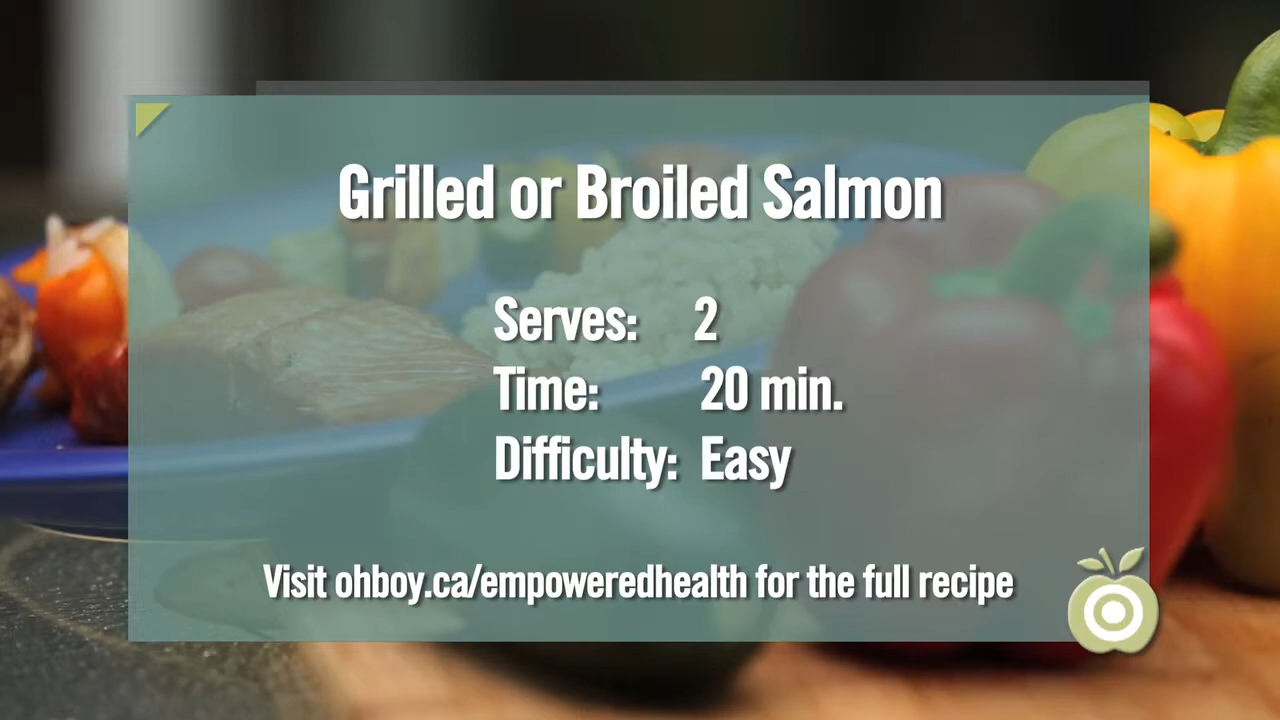 Grilled or Broiled Salmon
Serves: 2
Time: 20 min.
Difficulty: Easy
Visit ohboy.ca/empoweredhealth for the full recipe